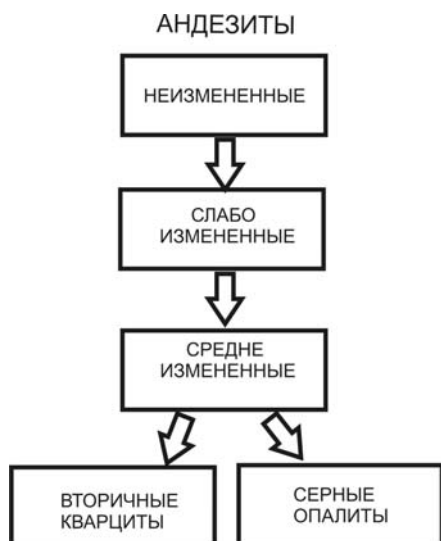 АНДЕЗИТЫ
НЕИЗМЕНЕННЫЕ
СЛАБО
ИЗМЕНЕННЫЕ
СРЕДНЕ
ИЗМЕНЕННЫЕ
ВТОРИЧНЫЕ
КВАРЦИТЫ
СЕРНЫЕ
ОПАЛИТЫ